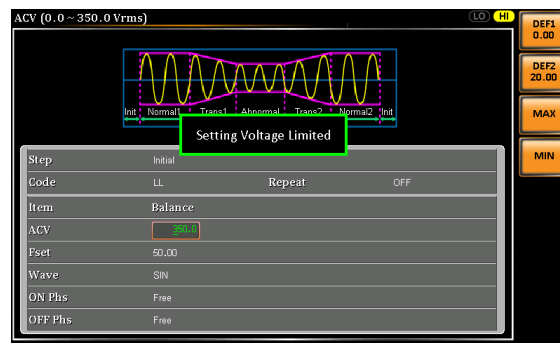 ACV (0.0 ~ 350.0 Vrms)
LO HI
DEF1
0.00
DEF2
20.00
MAX
MIN
Init Normal1 Trans1 Abnormal Trans2 Normal2 Init
Setting Voltage Limited
Step Initial
Code LL Repeat OFF
Item Balance
ACV 350.0
Fset 50.00
Wave SIN
ON Phs Free
OFF Phs Free